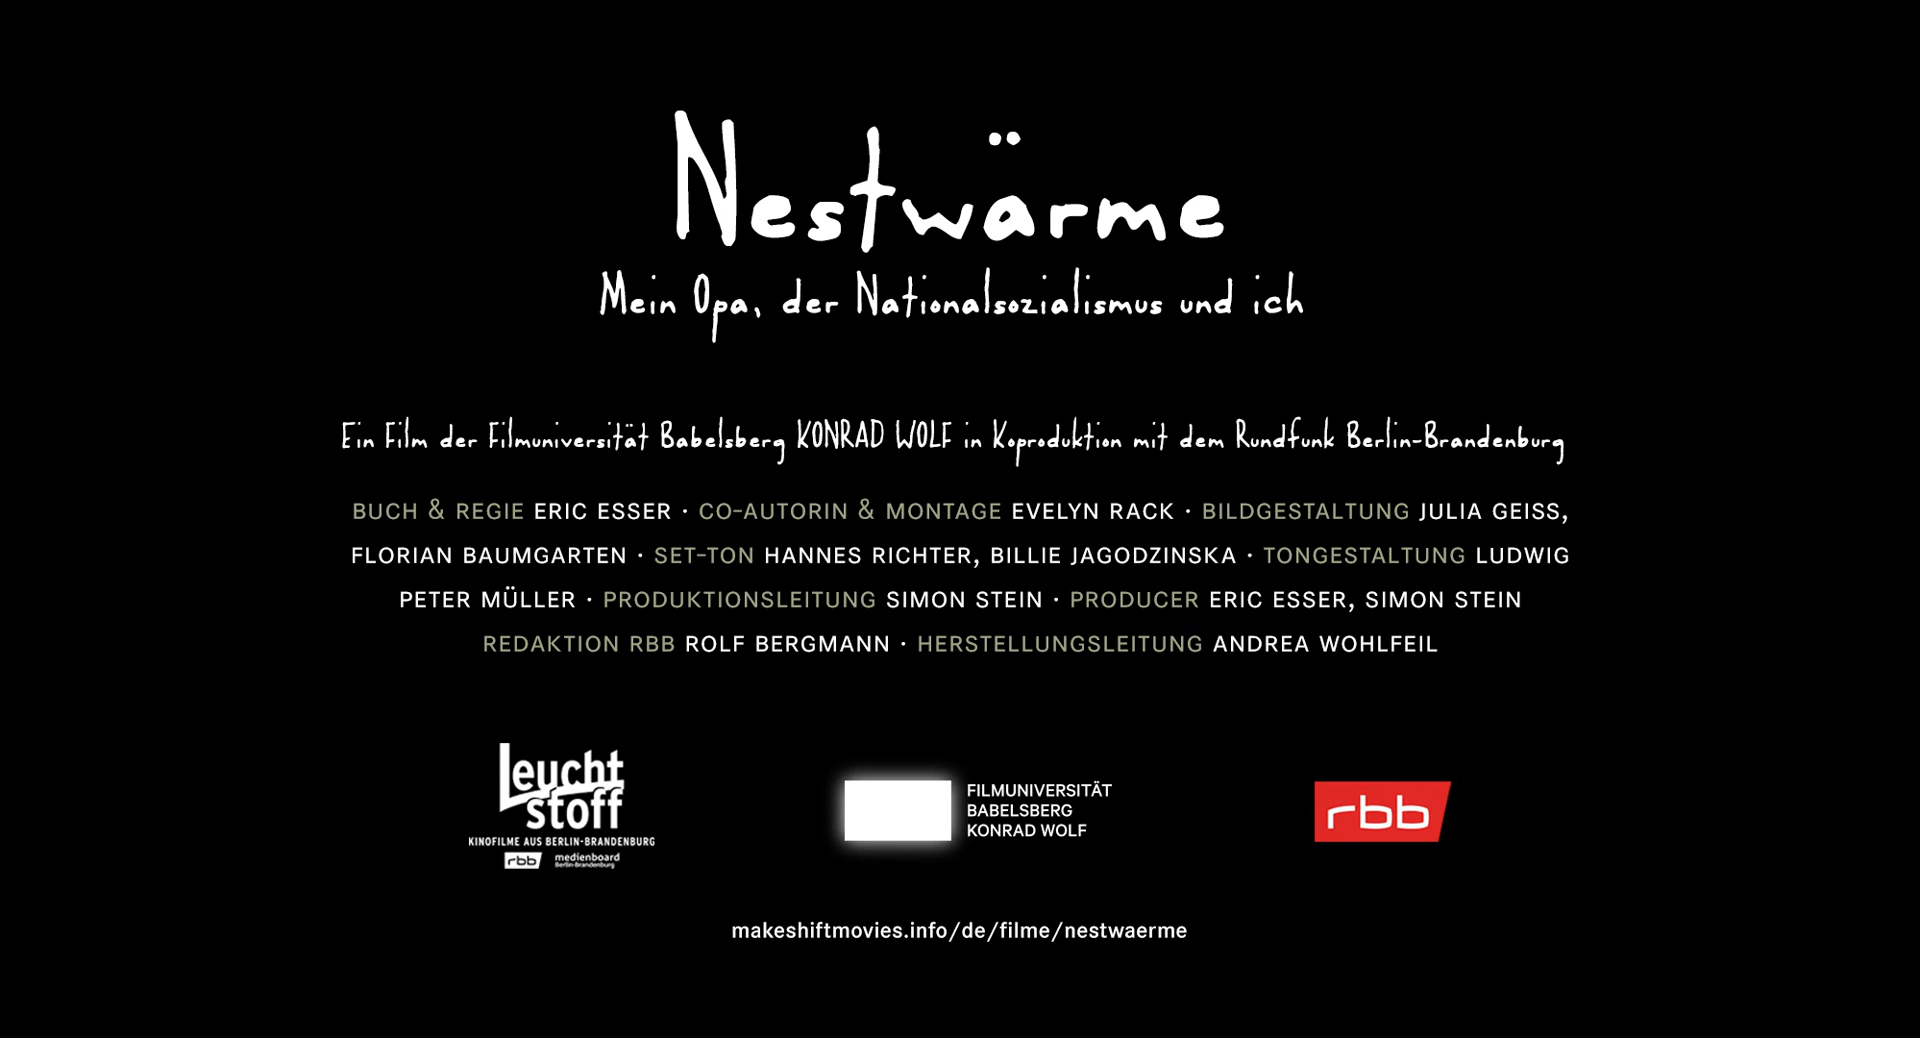 Nestwärme
Mein Opa, der Nationalsozialismus und ich
Ein Film der Filmuniversität Babelsberg KONRAD WOLF in Koproduktion mit dem Rundfunk Berlin-Brandenburg
BUCH & REGIE ERIC ESSER · CO-AUTORIN & MONTAGE EVELYN RACK · BILDGESTALTUNG JULIA GEISS,
FLORIAN BAUMGARTEN · SET-TON HANNES RICHTER, BILLIE JAGODZINSKA · TONGESTALTUNG LUDWIG
PETER MÜLLER · PRODUKTIONSLEITUNG SIMON STEIN · PRODUCER ERIC ESSER, SIMON STEIN
REDAKTION RBB ROLF BERGMANN · HERSTELLUNGSLEITUNG ANDREA WOHLFEIL
Leucht
stoff
KINOFILME AUS BERLIN-BRANDENBURG
rbb medienboard
Berlin-Brandenburg
FILMUNIVERSITÄT
BABELSBERG
KONRAD WOLF
rbb
makeshiftmovies.info/de/filme/nestwaerme